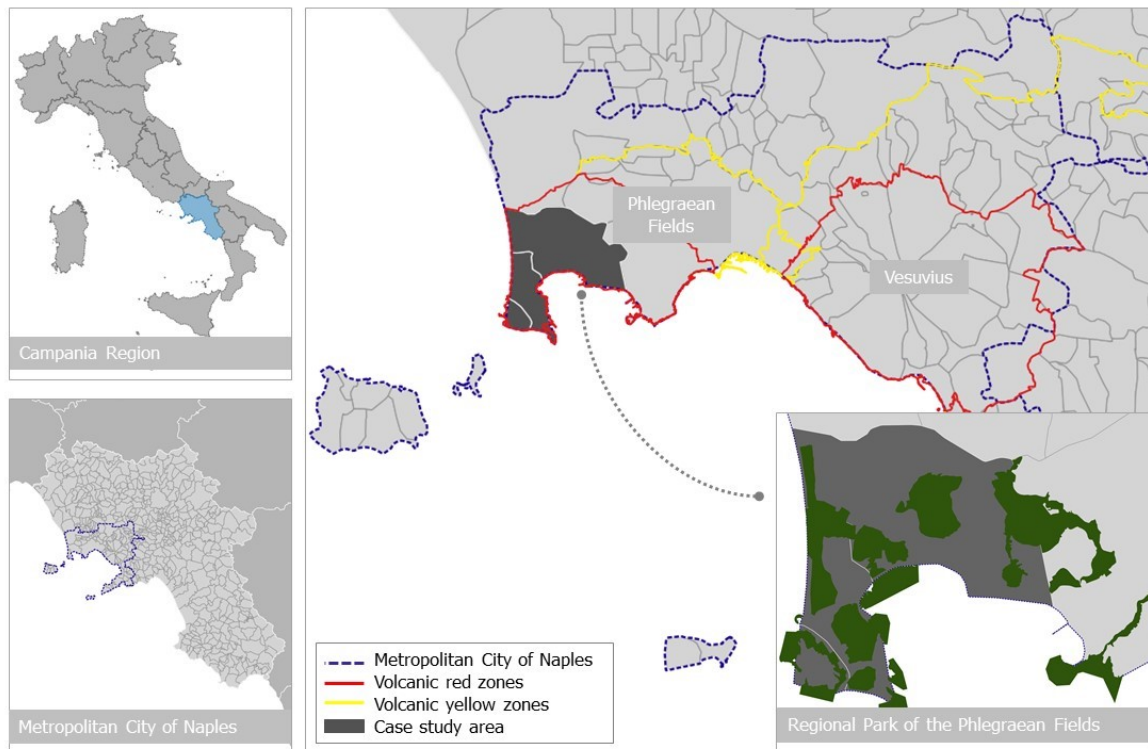 Campania Region
Metropolitan City of Naples
Phlegraean
Fields
Vesuvius
Metropolitan City of Naples
Volcanic red zones
Volcanic yellow zones
Case study area
Regional Park of the Phlegraean Fields